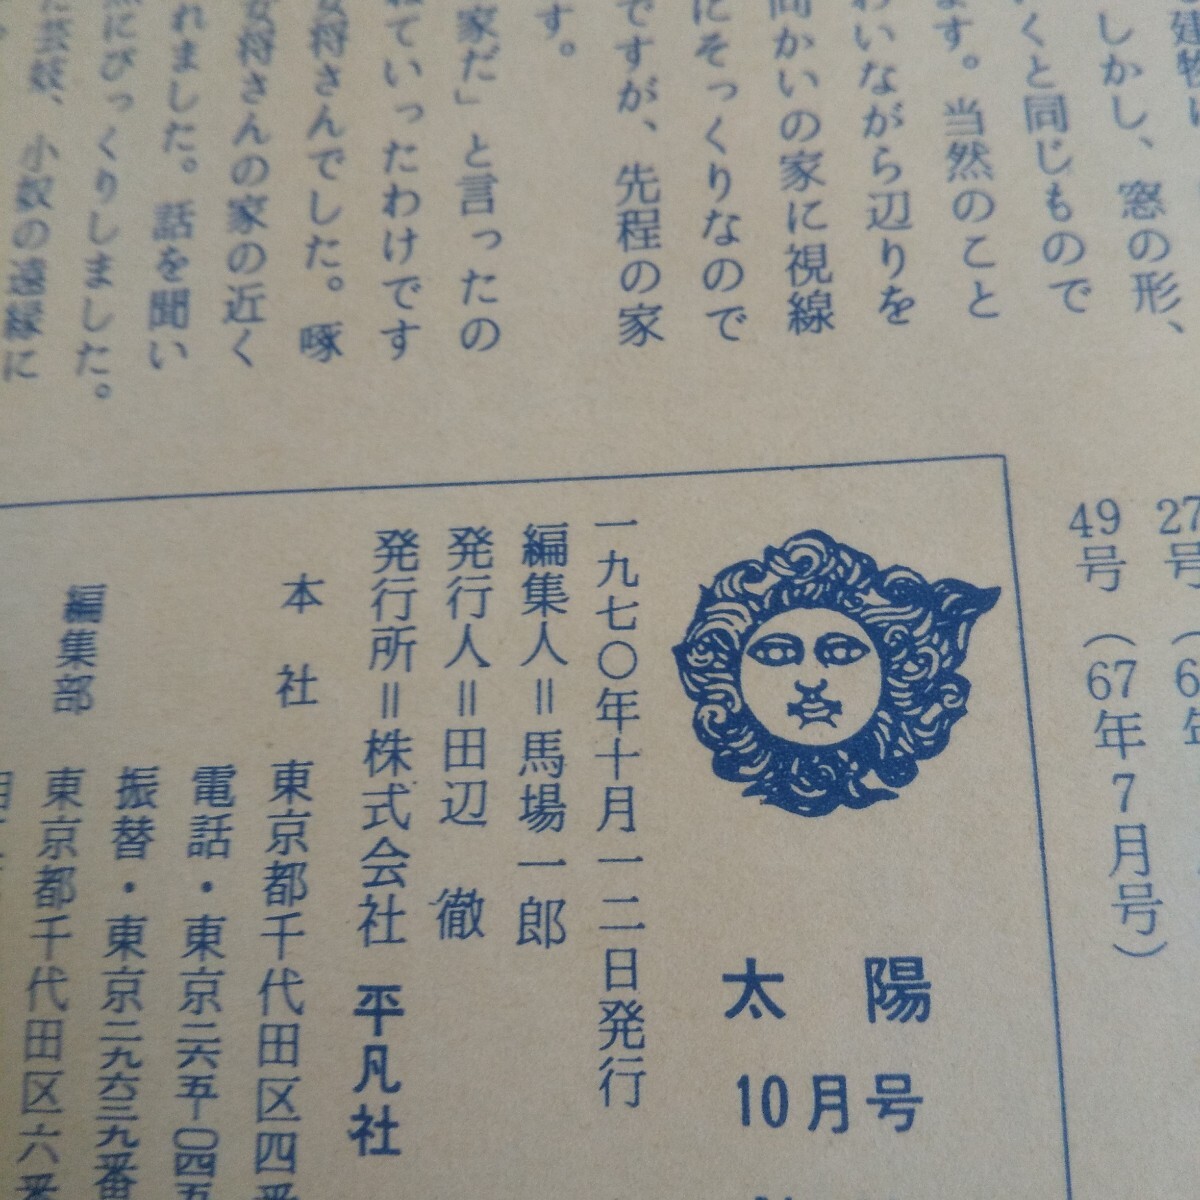 建物は
しかし、窓の形、
くと同じもので
ます。当然のこと
わいながら辺りを
向かいの家に視線
にそっくりなので
ですが、先程の家
す。
家だ」と言ったの
ていったわけです
将さんでした。啄
将さんの家の近く
れました。話を聞い
にびっくりしました。
芸妓、小奴の遠縁に
27号
49号（67年7月号）
太陽
10月号
一九七〇年十月一二日発行
編集人＝馬場一郎
発行人＝田辺　徹
発行所＝株式会社 平凡社
本　社　東京都千代田区四番
電話・東京二六五-〇四五
振替・東京二九六三九番
編集部　東京都千代田区六番